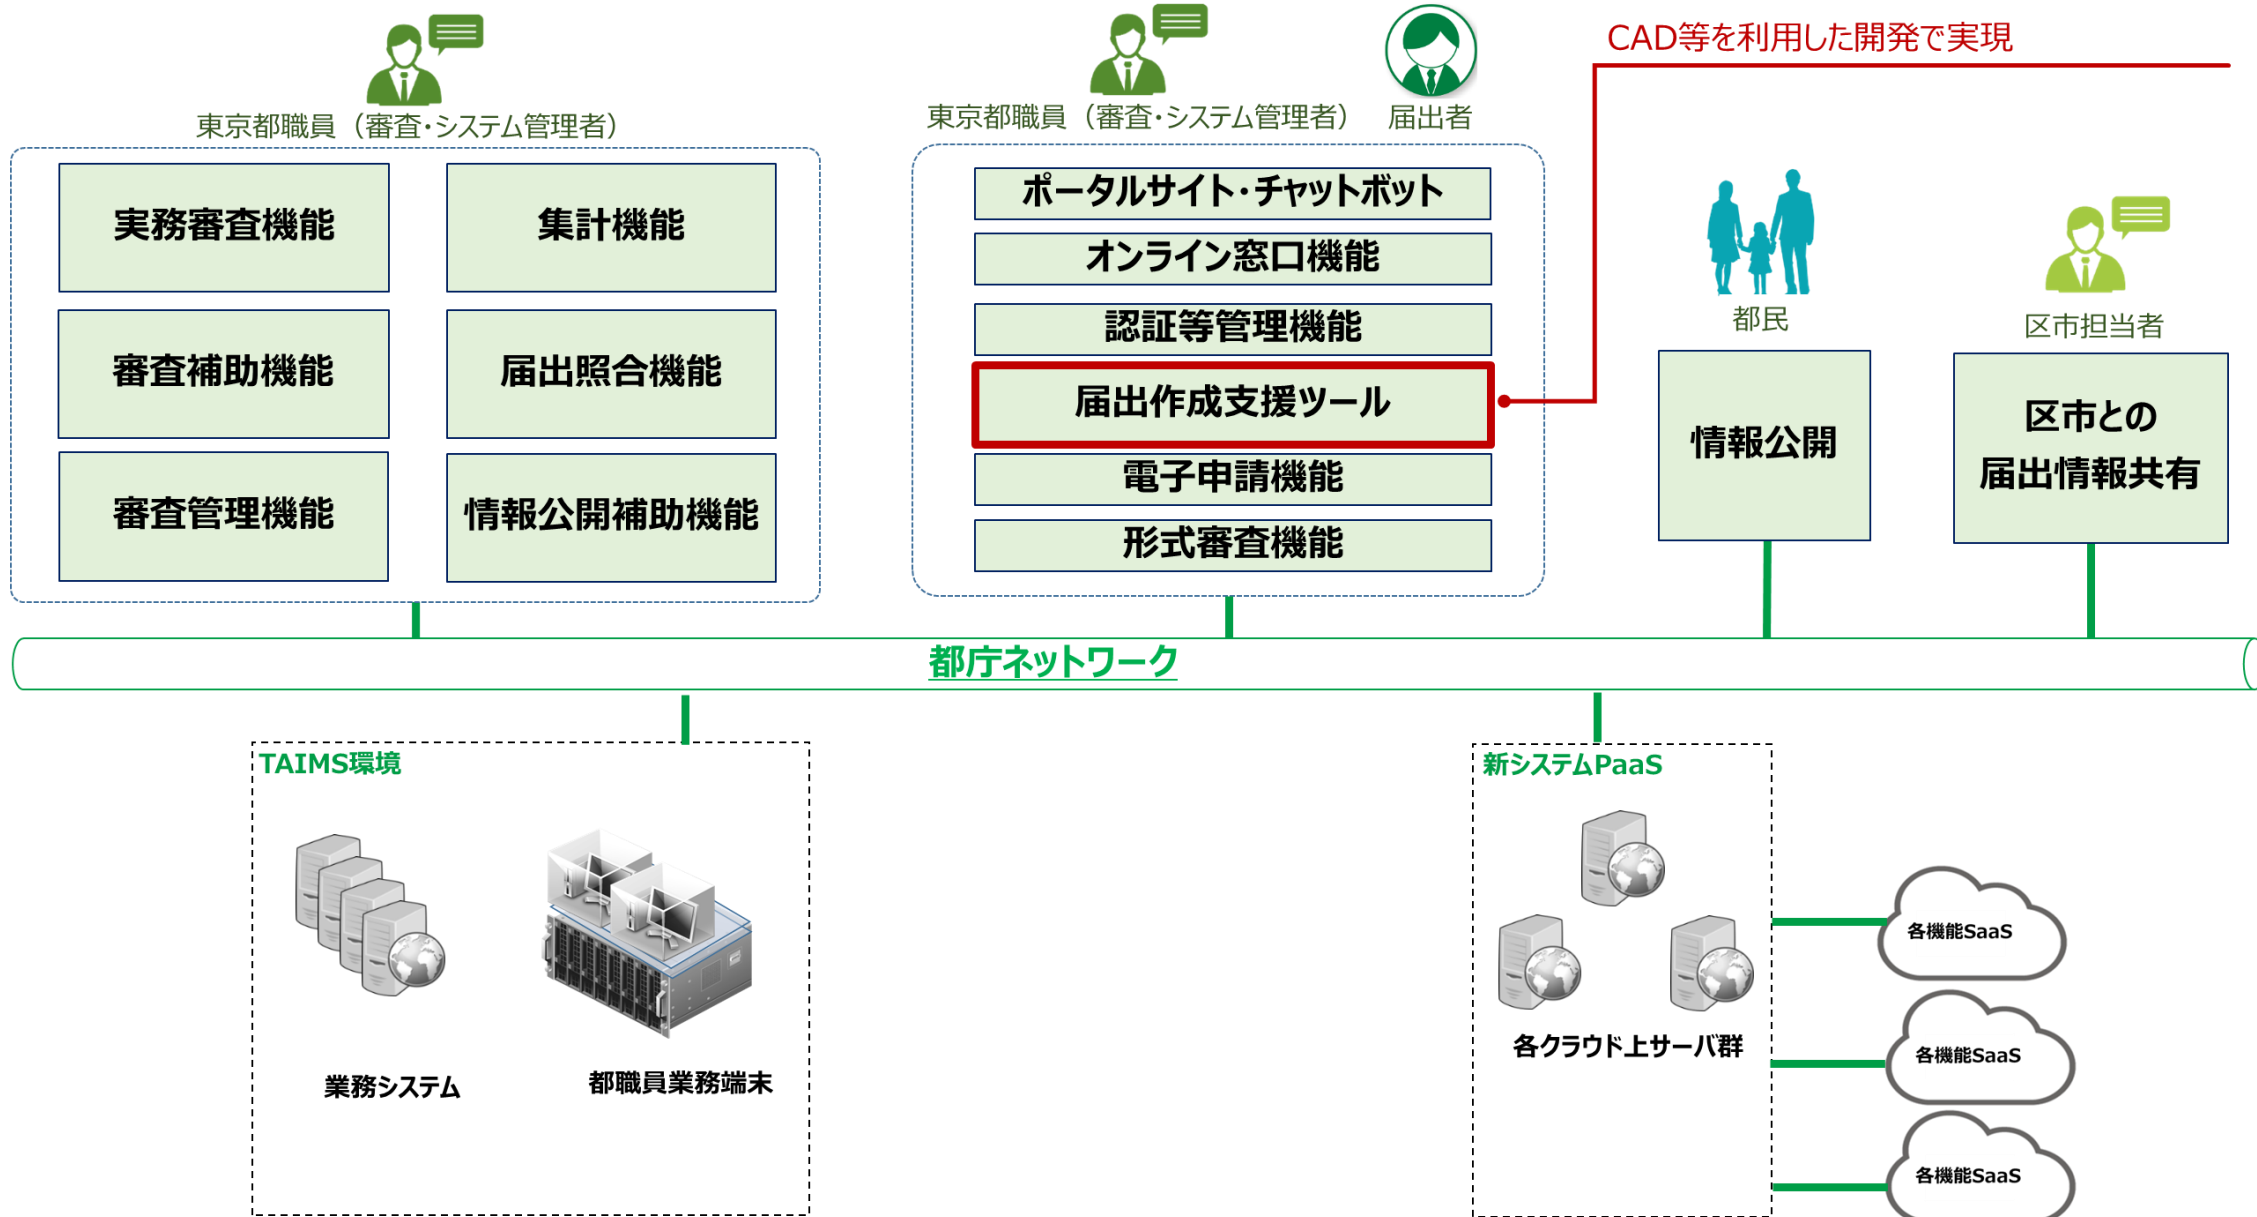 CAD等を利用した開発で実現
東京都職員（審査・システム管理者）
東京都職員（審査・システム管理者）
届出者
実務審査機能
集計機能
審査補助機能
届出照合機能
審査管理機能
情報公開補助機能
ポータルサイト・チャットボット
オンライン窓口機能
認証等管理機能
届出作成支援ツール
電子申請機能
形式審査機能
都民
情報公開
区市担当者
区市との
届出情報共有
都庁ネットワーク
TAIMS環境
業務システム
都職員業務端末
新システムPaaS
各クラウド上サーバ群
各機能SaaS
各機能SaaS
各機能SaaS